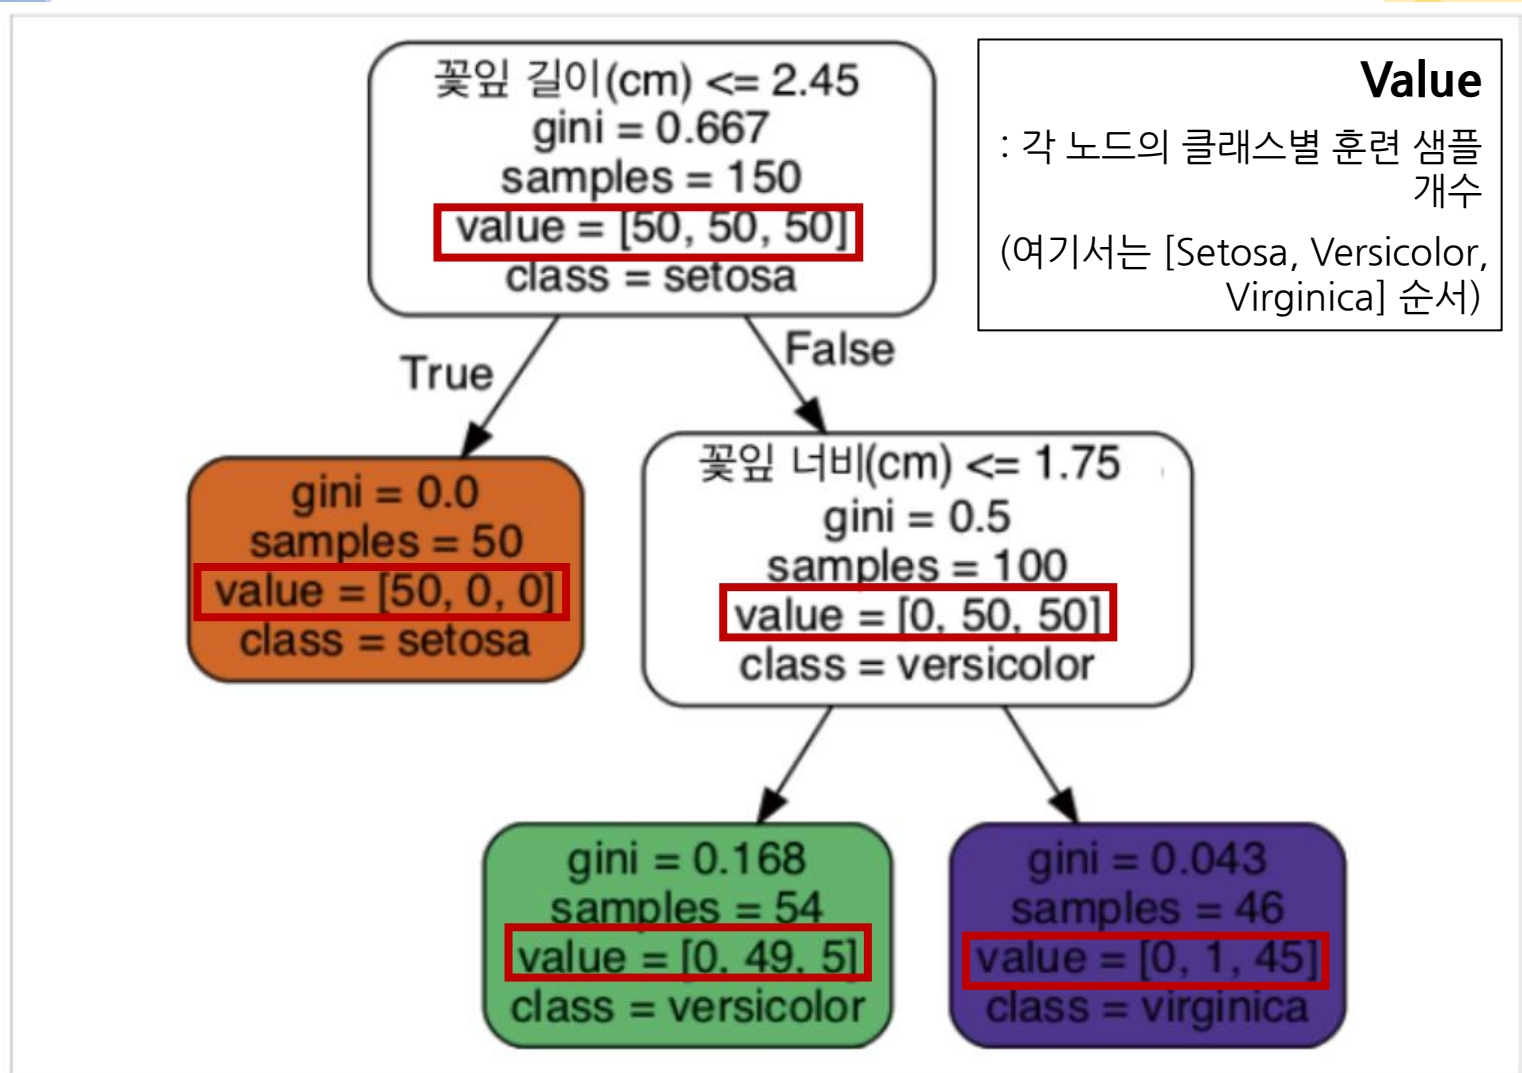 꽃잎 길이(cm) <= 2.45
gini = 0.667
samples = 150
value = [50, 50, 50]
class = setosa
Value
: 각 노드의 클래스별 훈련 샘플
개수
(여기서는 [Setosa, Versicolor,
Virginica] 순서)
True
False
gini = 0.0
samples = 50
value = [50, 0, 0]
class = setosa
꽃잎 너비(cm) <= 1.75
gini = 0.5
samples = 100
value = [0, 50, 50]
class = versicolor
gini = 0.168
samples = 54
value = [0, 49, 5]
class = versicolor
gini = 0.043
samples = 46
value = [0, 1, 45]
class = virginica